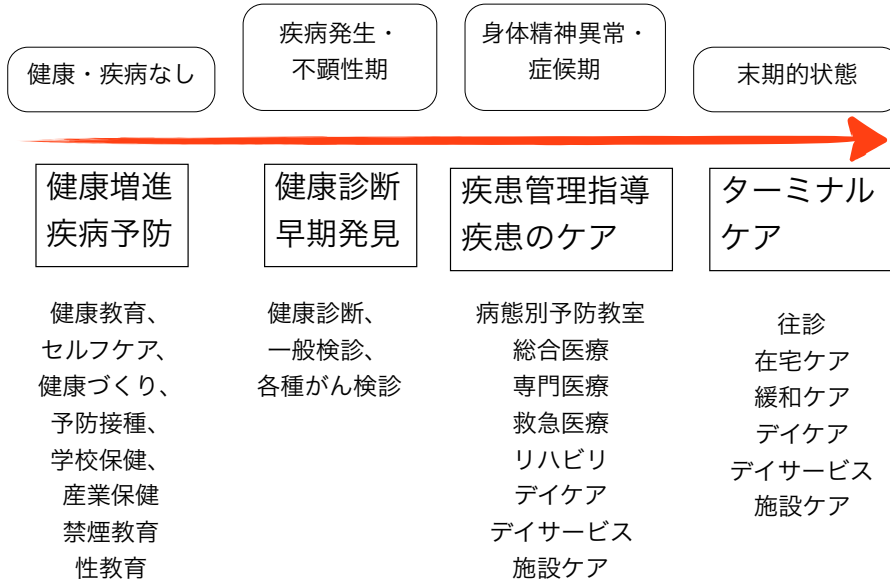 健康・疾病なし
疾病発生・
不顕性期
身体精神異常・
症候期
末期的状態
健康増進
疾病予防
健康診断
早期発見
疾患管理指導
疾患のケア
ターミナル
ケア
健康教育、
セルフケア、
健康づくり、
予防接種、
学校保健、
産業保健
禁煙教育
性教育
健康診断、
一般検診、
各種がん検診
病態別予防教室
総合医療
専門医療
救急医療
リハビリ
デイケア
デイサービス
施設ケア
往診
在宅ケア
緩和ケア
デイケア
デイサービス
施設ケア